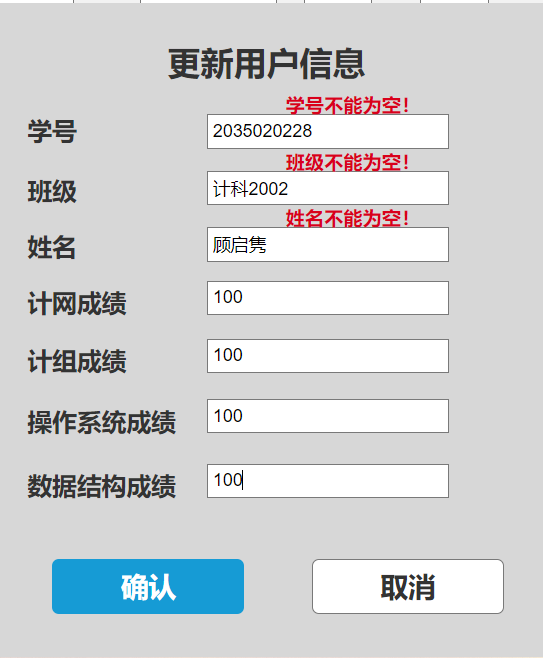 更新用户信息
学号不能为空!
学号
2035020228
班级不能为空!
班级
计科2002
姓名不能为空!
姓名
顾启隽
计网成绩
100
计组成绩
100
操作系统成绩
100
数据结构成绩
100
确认
取消